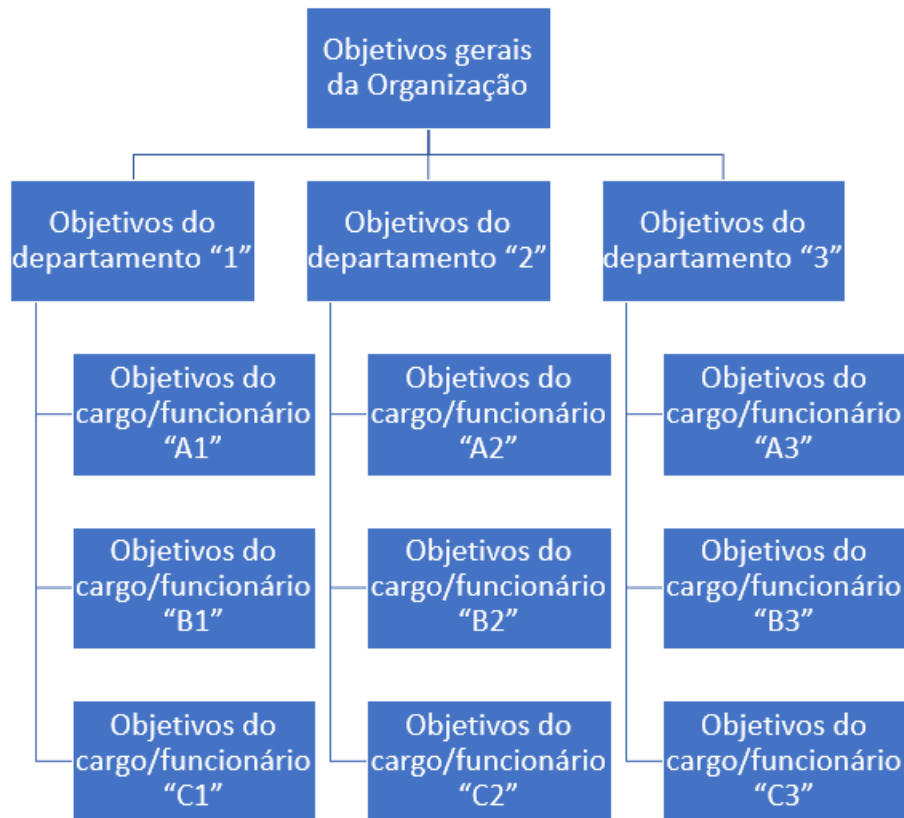 Objetivos gerais
da Organização
Objetivos do
departamento “1”
Objetivos do
cargo/funcionário
“A1”
Objetivos do
cargo/funcionário
“B1”
Objetivos do
cargo/funcionário
“C1”
Objetivos do
departamento “2”
Objetivos do
cargo/funcionário
“A2”
Objetivos do
cargo/funcionário
“B2”
Objetivos do
cargo/funcionário
“C2”
Objetivos do
departamento “3”
Objetivos do
cargo/funcionário
“A3”
Objetivos do
cargo/funcionário
“B3”
Objetivos do
cargo/funcionário
“C3”